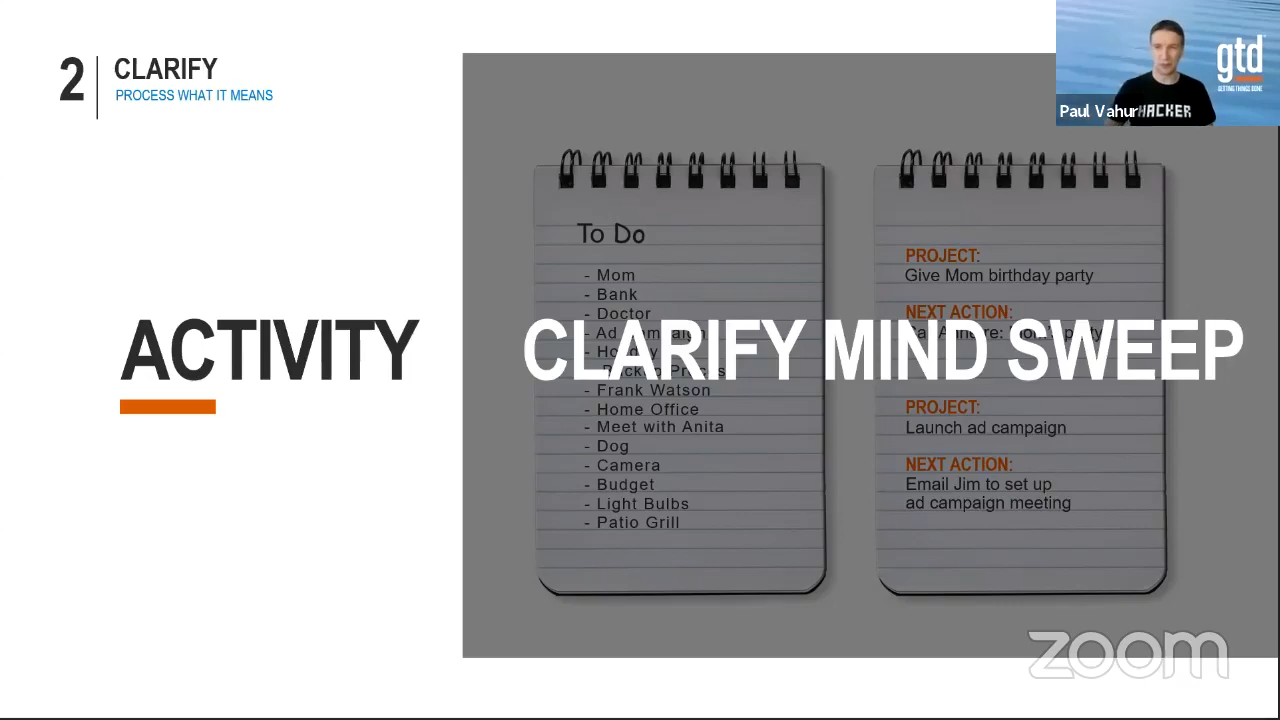 2
CLARIFY
PROCESS WHAT IT MEANS
gtd
GETTING THINGS DONE
HACKER
Paul Vahur
ACTIVITY
CLARIFY MIND SWEEP
To Do
- Mom
- Bank
- Doctor
- Ad
- Frank Watson
- Home Office
- Meet with Anita
- Dog
- Camera
- Budget
- Light Bulbs
- Patio Grill
PROJECT:
Give Mom birthday party
NEXT ACTION:
PROJECT:
Launch ad campaign
NEXT ACTION:
Email Jim to set up
ad campaign meeting
zoom